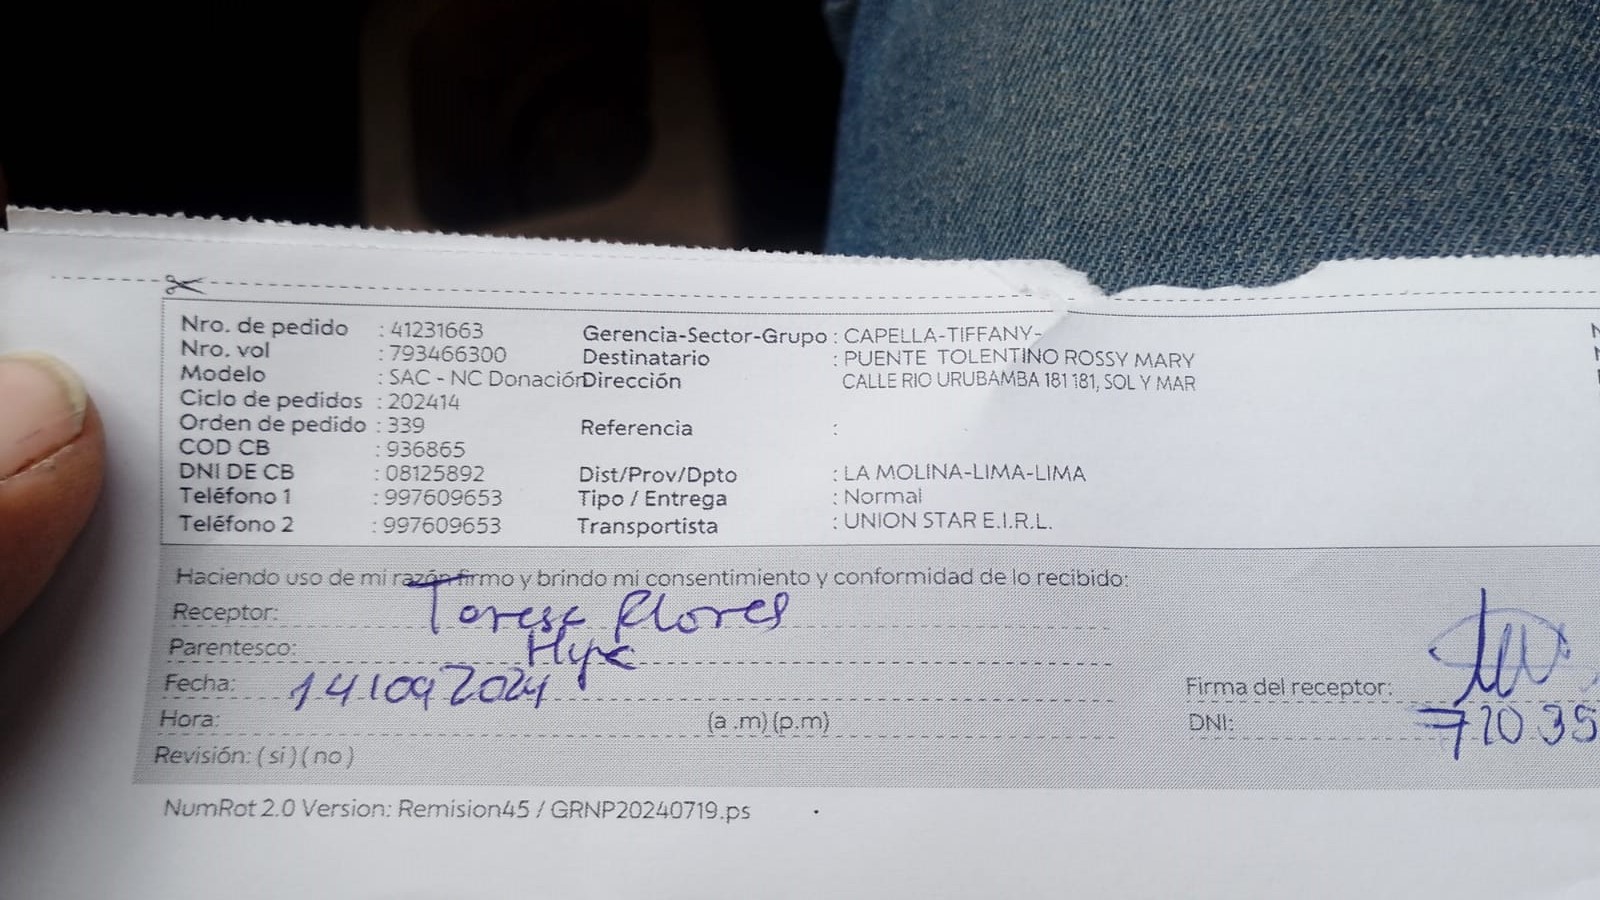 Nro. de pedido : 41231663
Nro. vol : 793466300
Modelo : SAC - NC Donación
Ciclo de pedidos : 202414
Orden de pedido : 339
COD CB : 936865
DNI DE CB : 08125892
Teléfono 1 : 997609653
Teléfono 2 : 997609653
Gerencia-Sector-Grupo : CAPELLA-TIFFANY-
Destinatario : PUENTE TOLENTINO ROSSY MARY
Dirección CALLE RIO URUBAMBA 181 181, SOL Y MAR
Referencia :
Dist/Prov/Dpto : LA MOLINA-LIMA-LIMA
Tipo / Entrega : Normal
Transportista : UNION STAR E.I.R.L.
Haciendo uso de mi razón firmo y brindo mi consentimiento y conformidad de lo recibido:
Receptor: Teresa Flores
Parentesco:
Fecha: 14/09/2024
Hora: (a .m) (p.m)
Revisión: ( si ) ( no )
Firma del receptor:
DNI: 71035
NumRot 2.0 Version: Remision45 / GRNP20240719.ps